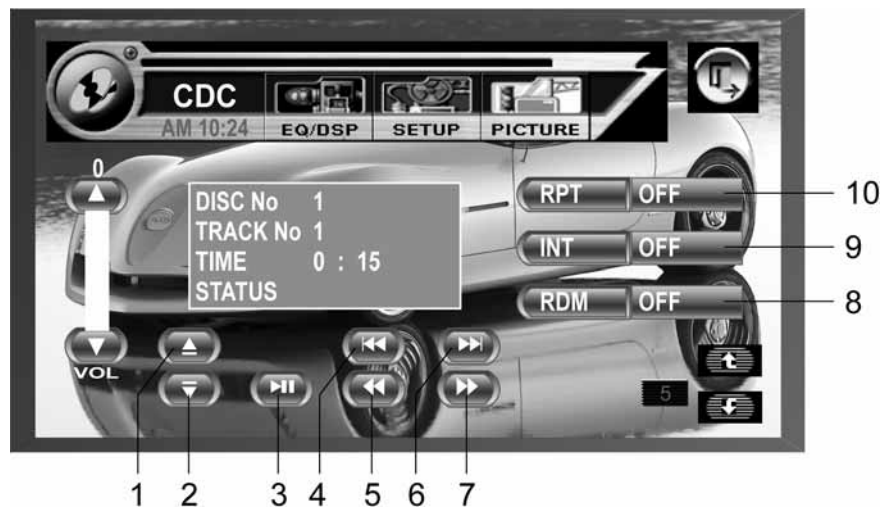 CDC
AM 10:24
EQ/DSP SETUP PICTURE
0
DISC No 1
TRACK No 1
TIME 0 : 15
STATUS
VOL
RPT OFF
INT OFF
RDM OFF
5
10
9
8
1 2 3 4 5 6 7